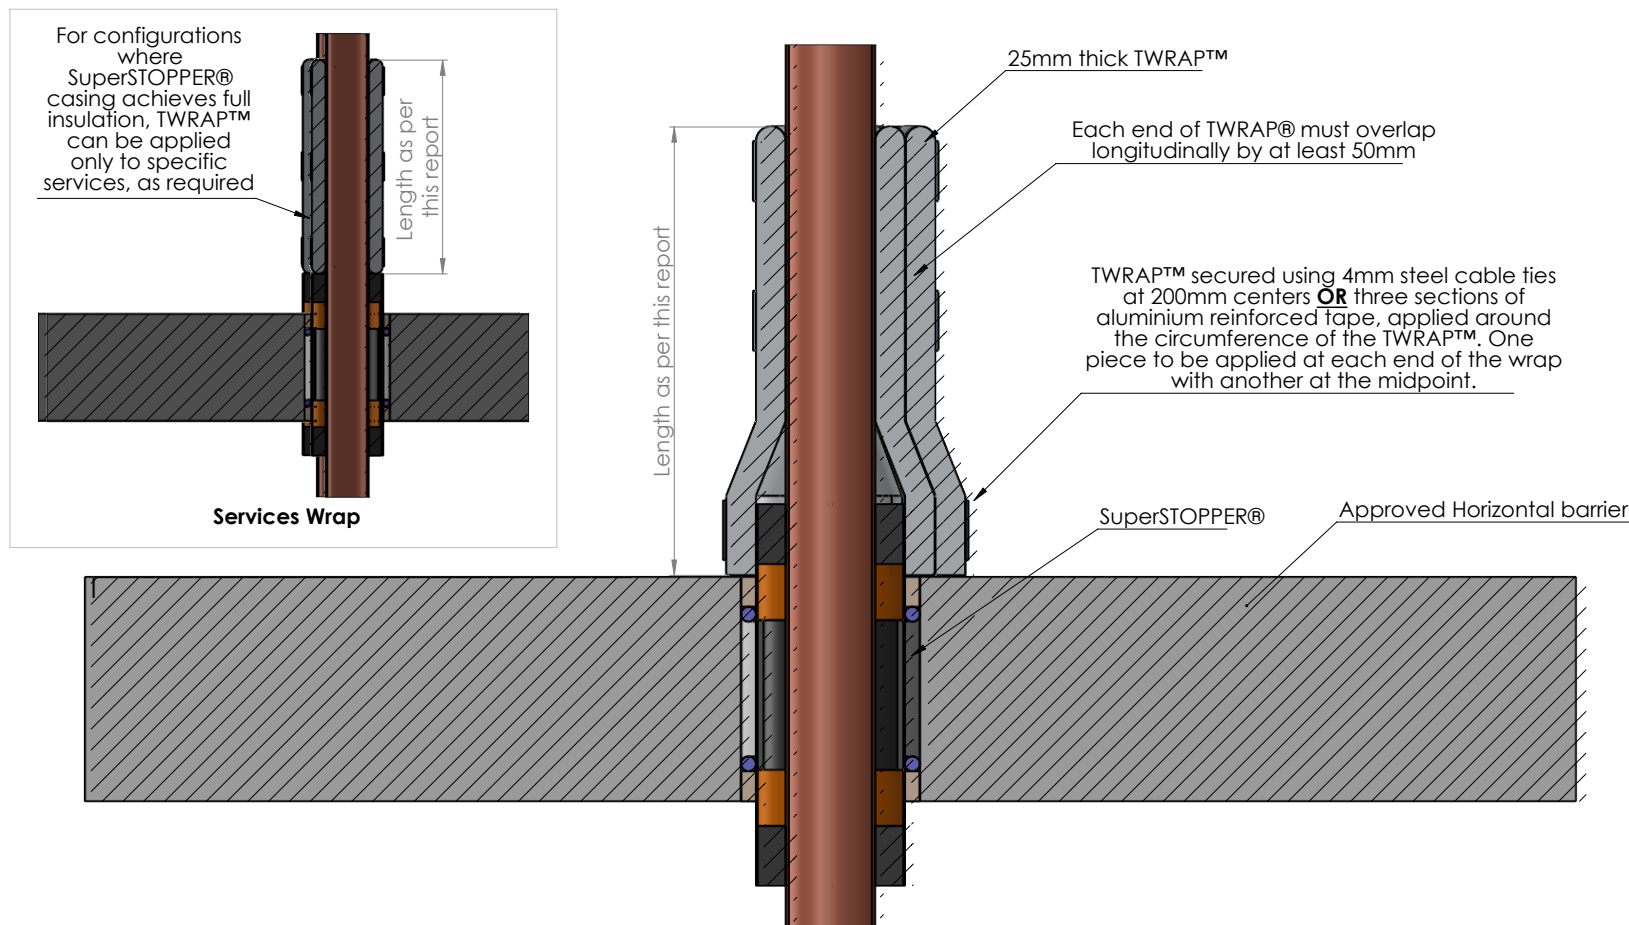 For configurations
where
SuperSTOPPER®
casing achieves full
insulation, TWRAP™
can be applied
only to specific
services, as required
Length as per
this report
Services Wrap
25mm thick TWRAP™
Each end of TWRAP® must overlap
longitudinally by at least 50mm
Length as per this report
TWRAP™ secured using 4mm steel cable ties
at 200mm centers OR three sections of
aluminium reinforced tape, applied around
the circumference of the TWRAP™. One
piece to be applied at each end of the wrap
with another at the midpoint.
SuperSTOPPER®
Approved Horizontal barrier